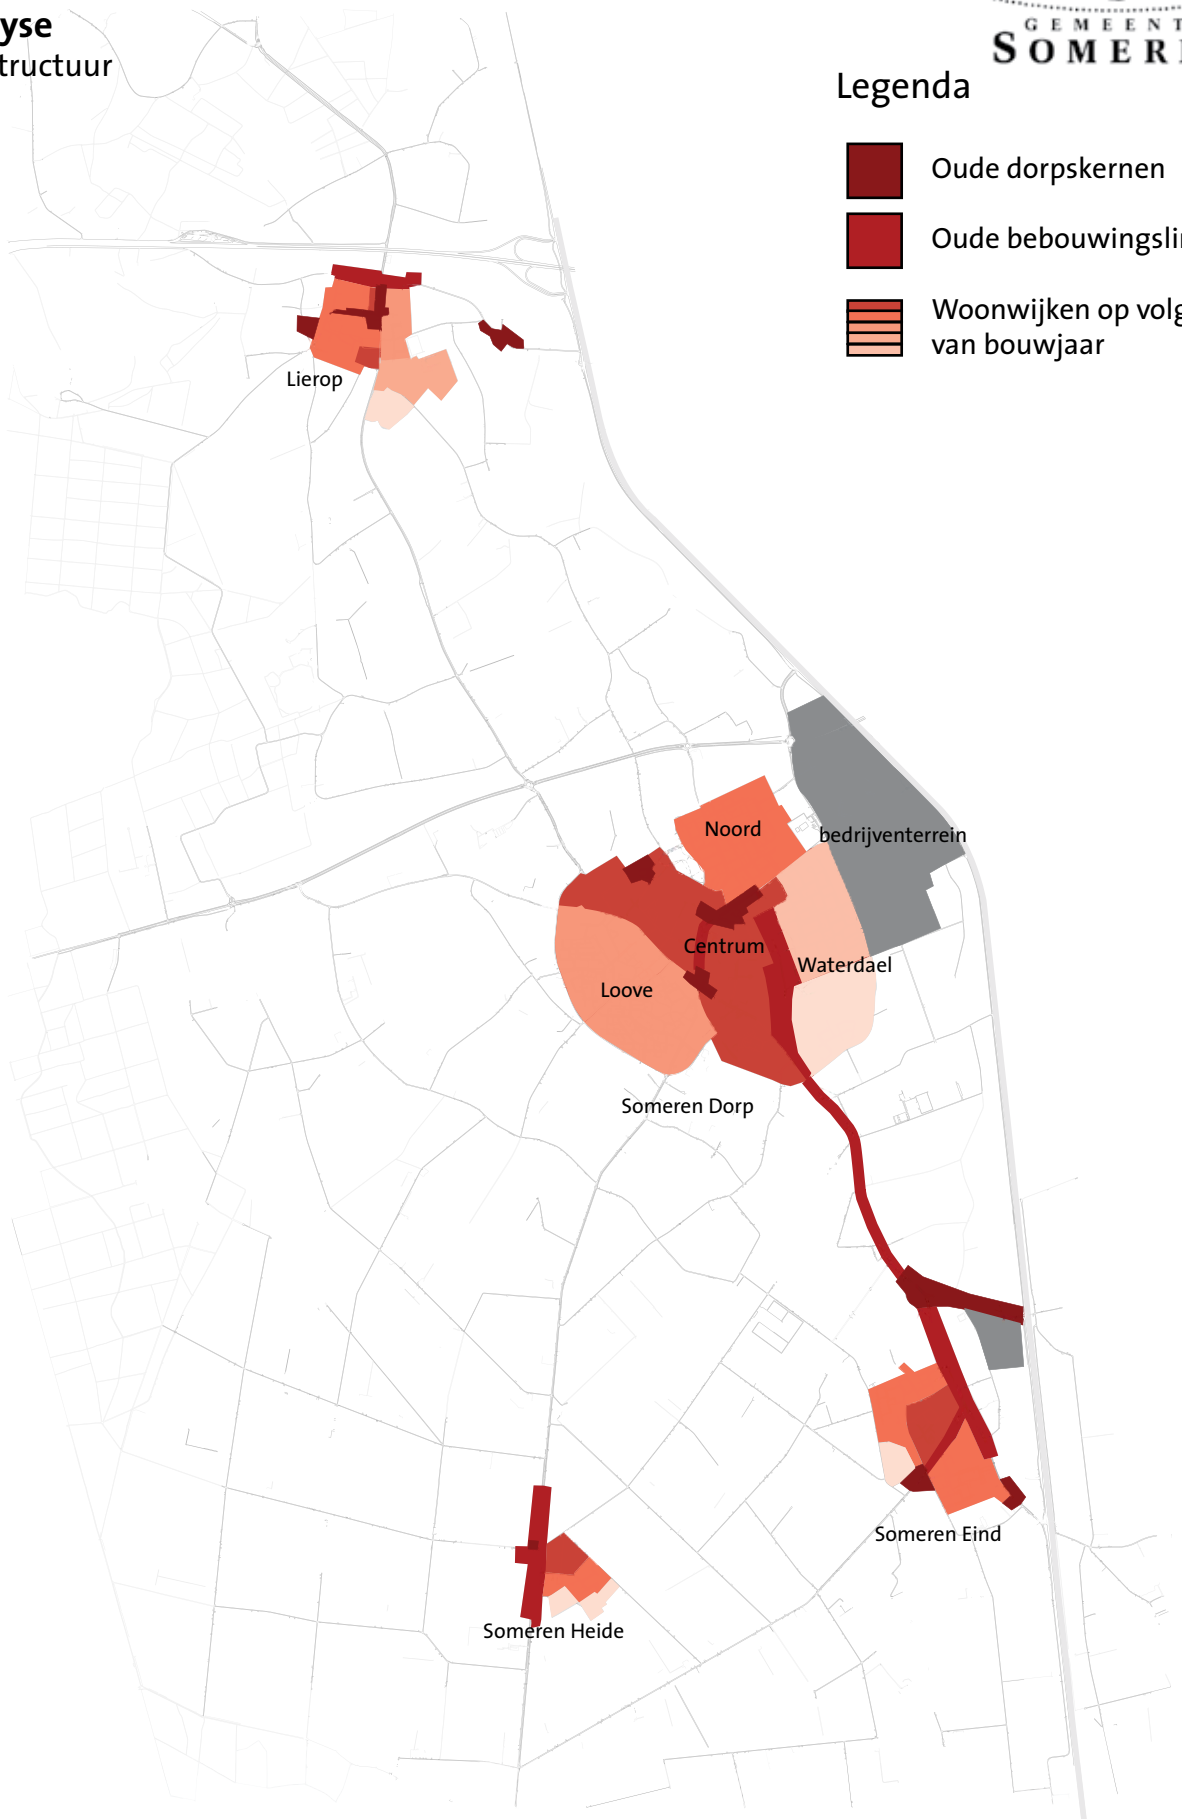 yse
tructuur
GEMEENT
SOMER
Legenda
Oude dorpskernen
Oude bebouwingslin
Woonwijken op volg
van bouwjaar
Lierop
Noord
bedrijventerrein
Centrum
Waterdael
Loove
Someren Dorp
Someren Eind
Someren Heide